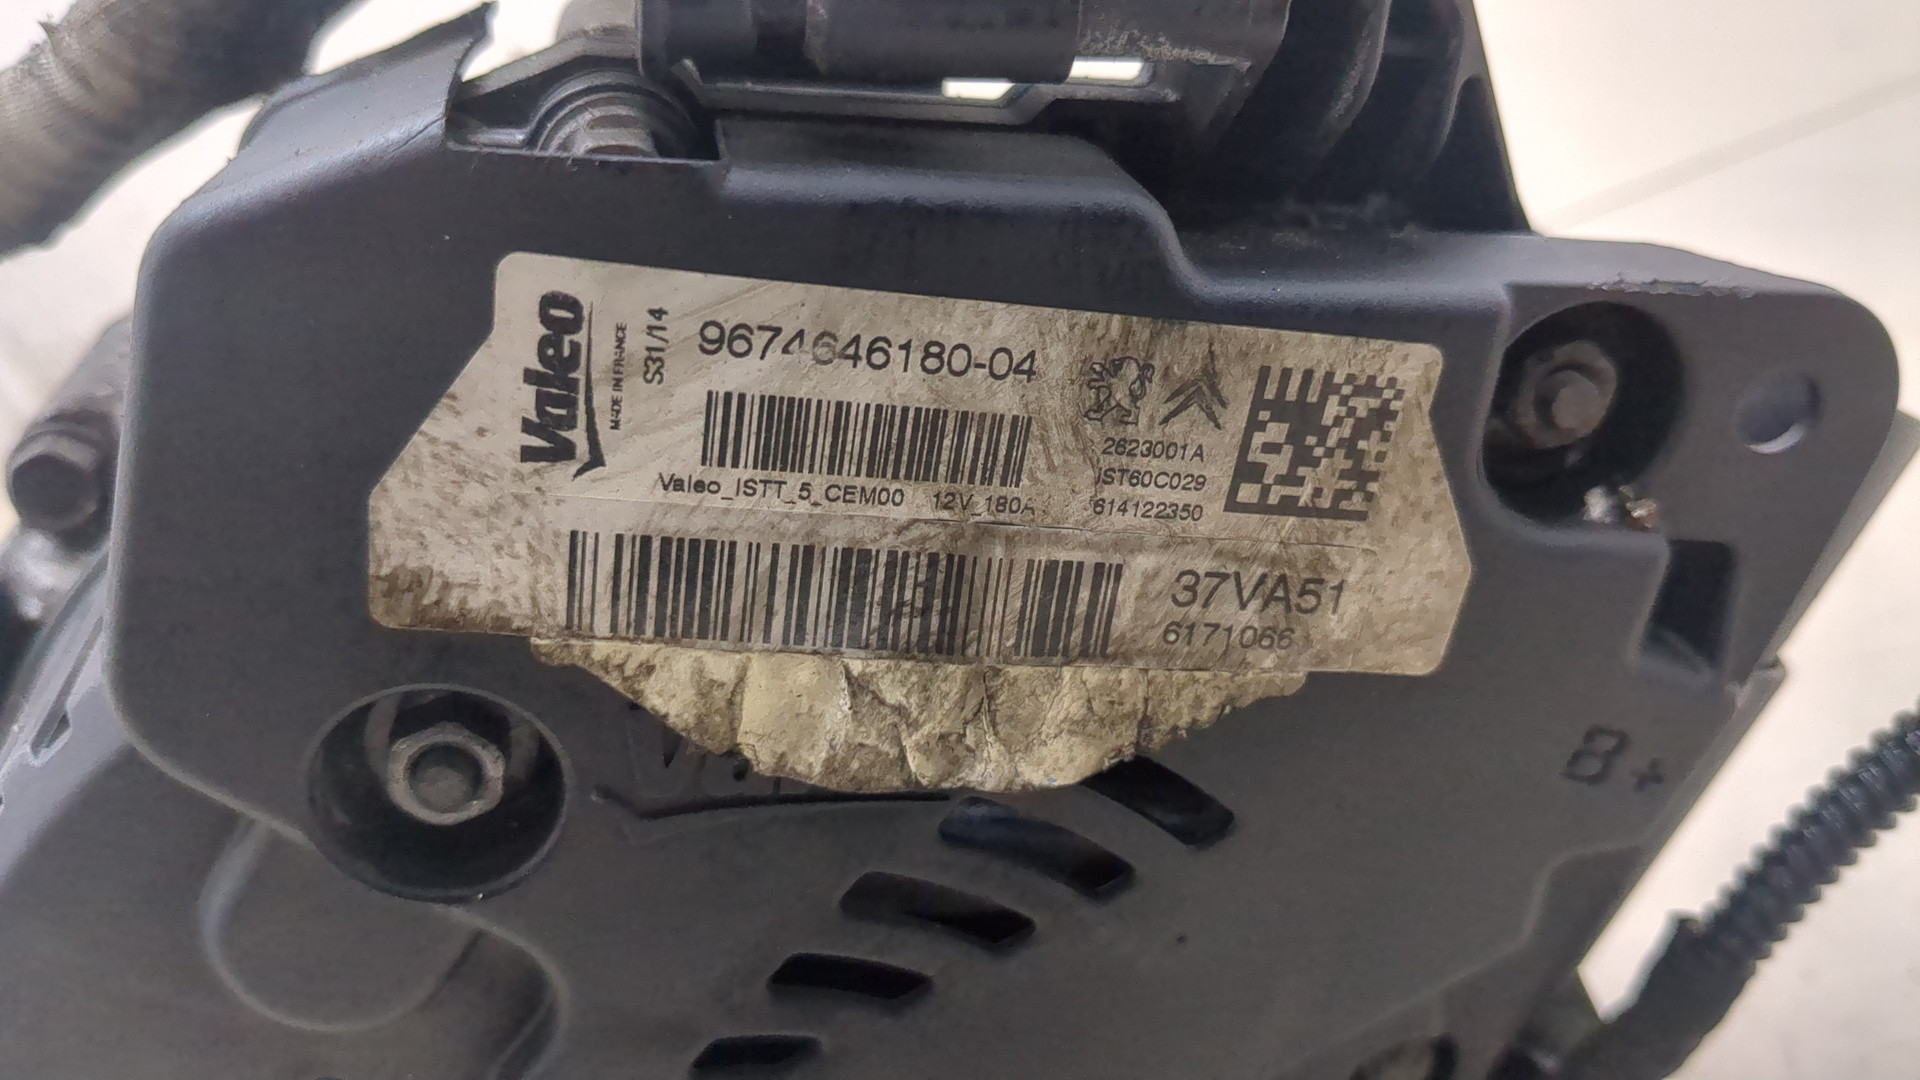 Valeo
MADE IN FRANCE
S31/14
9674646180-04
2623001A
IST60C029
614122350
Valeo_ISTT_5_CEM00 12V_180A
37VA51
6171066
B+